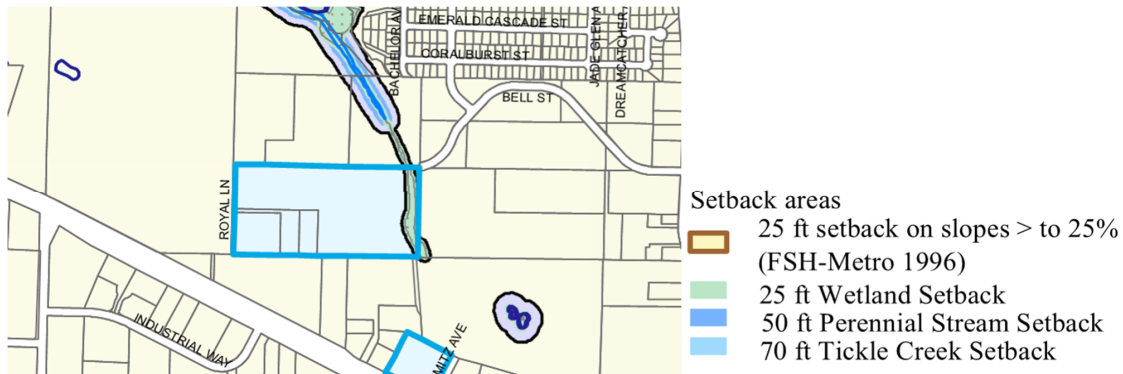 EMERALD CASCADE ST
BACHELOR AV
CORALBURST ST
JADE GLEN A
DREAMCATCHER
BELL ST
ROYAL LN
INDUSTRIAL WAY
MITZ AVE
Setback areas
25 ft setback on slopes > to 25%
(FSH-Metro 1996)
25 ft Wetland Setback
50 ft Perennial Stream Setback
70 ft Tickle Creek Setback